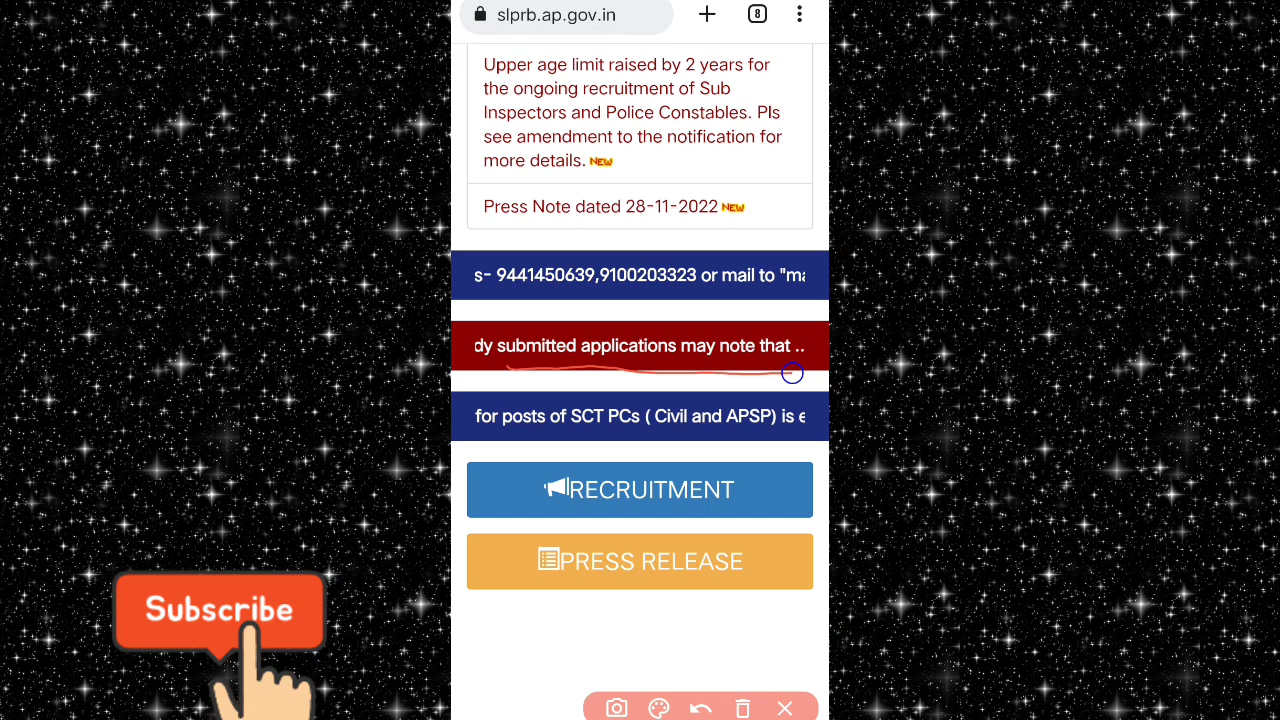 slprb.ap.gov.in
8
Upper age limit raised by 2 years for
the ongoing recruitment of Sub
Inspectors and Police Constables. Pls
see amendment to the notification for
more details. NEW
Press Note dated 28-11-2022 NEW
s- 9441450639,9100203323 or mail to "ma
dy submitted applications may note that ..
for posts of SCT PCs ( Civil and APSP) is e
RECRUITMENT
PRESS RELEASE
Subscribe